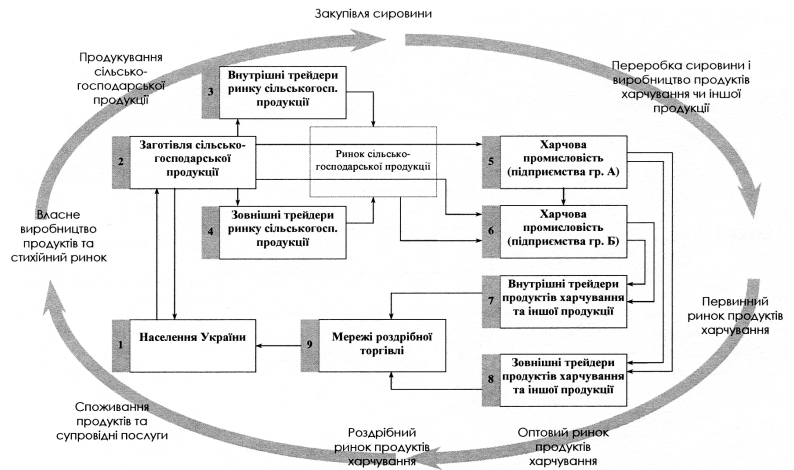 Закупівля сировини
Продукування
сільсько-
господарської
продукції
Переробка сировини і
виробництво продуктів
харчування чи іншої
продукції
3
Внутрішні трейдери
ринку сільськогосп.
продукції
2
Заготівля сільсько-
господарської
продукції
Ринок сільсько-
господарської продукції
5
Харчова
промисловість
(підприємства гр. А)
4
Зовнішні трейдери
ринку сільськогосп.
продукції
6
Харчова
промисловість
(підприємства гр. Б)
Власне
виробництво
продуктів та
стихійний ринок
7
Внутрішні трейдери
продуктів харчування
та іншої продукції
Первинний
ринок продуктів
харчування
1
Населення України
9
Мережі роздрібної
торгівлі
8
Зовнішні трейдери
продуктів харчування
та іншої продукції
Споживання
продуктів та
супровідні послуги
Роздрібний
ринок продуктів
харчування
Оптовий ринок
продуктів
харчування